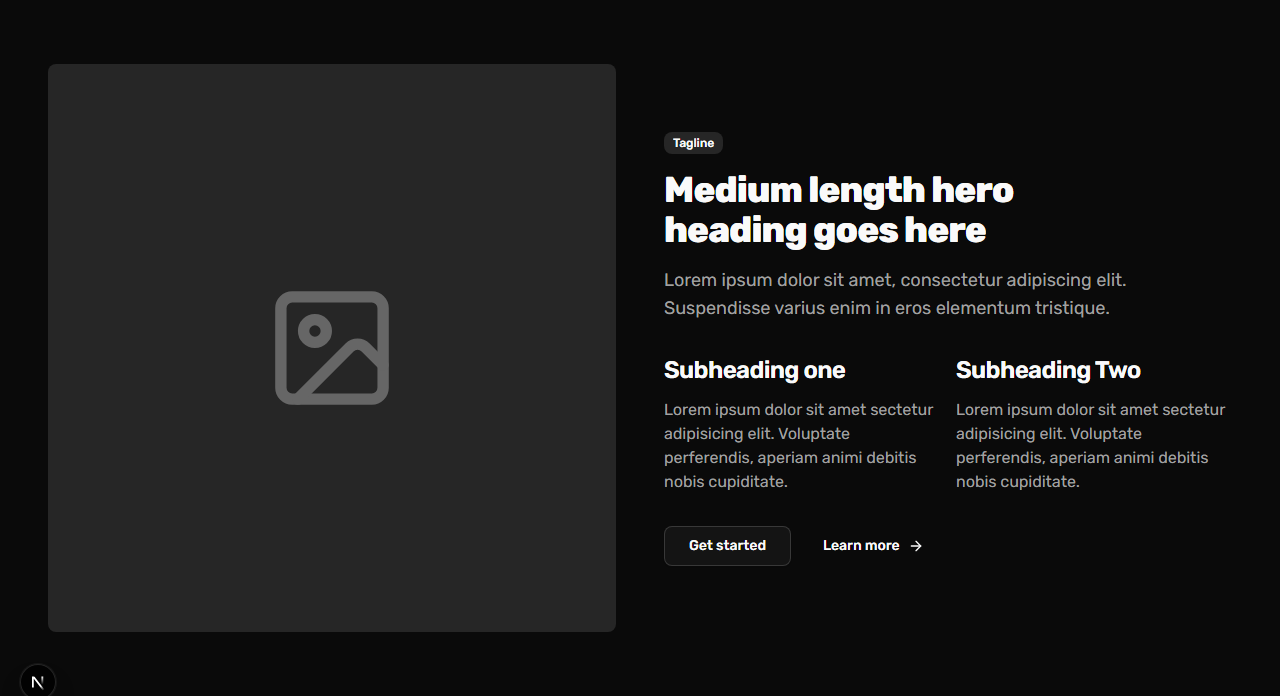 Tagline
Medium length hero
heading goes here
Lorem ipsum dolor sit amet, consectetur adipiscing elit.
Suspendisse varius enim in eros elementum tristique.
Subheading one
Lorem ipsum dolor sit amet sectetur
adipisicing elit. Voluptate
perferendis, aperiam animi debitis
nobis cupiditate.
Subheading Two
Lorem ipsum dolor sit amet sectetur
adipisicing elit. Voluptate
perferendis, aperiam animi debitis
nobis cupiditate.
Get started
Learn more
N